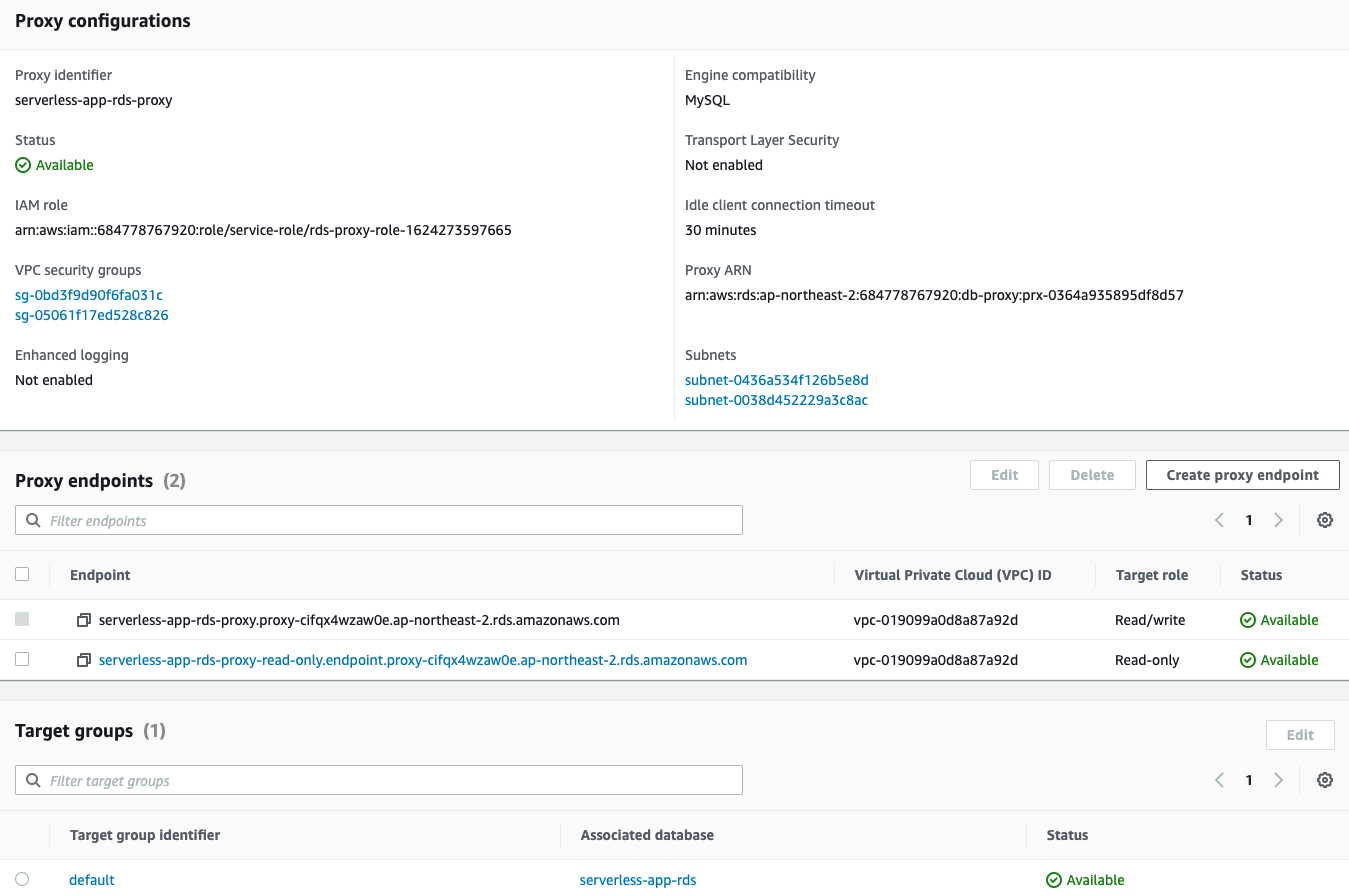 Proxy configurations
Proxy identifier
serverless-app-rds-proxy
Status
Available
IAM role
arn:aws:iam::684778767920:role/service-role/rds-proxy-role-1624273597665
VPC security groups
sg-0bd3f9d90f6fa031c
sg-05061f17ed528c826
Enhanced logging
Not enabled
Engine compatibility
MySQL
Transport Layer Security
Not enabled
Idle client connection timeout
30 minutes
Proxy ARN
arn:aws:rds:ap-northeast-2:684778767920:db-proxy:prx-0364a935895df8d57
Subnets
subnet-0436a534f126b5e8d
subnet-0038d452229a3c8ac
Proxy endpoints (2)
Edit Delete Create proxy endpoint
Filter endpoints
1
Endpoint Virtual Private Cloud (VPC) ID Target role Status
serverless-app-rds-proxy.proxy-cifqx4wzaw0e.ap-northeast-2.rds.amazonaws.com vpc-019099a0d8a87a92d Read/write Available
serverless-app-rds-proxy-read-only.endpoint.proxy-cifqx4wzaw0e.ap-northeast-2.rds.amazonaws.com vpc-019099a0d8a87a92d Read-only Available
Target groups (1)
Edit
Filter target groups
1
Target group identifier Associated database Status
default serverless-app-rds Available